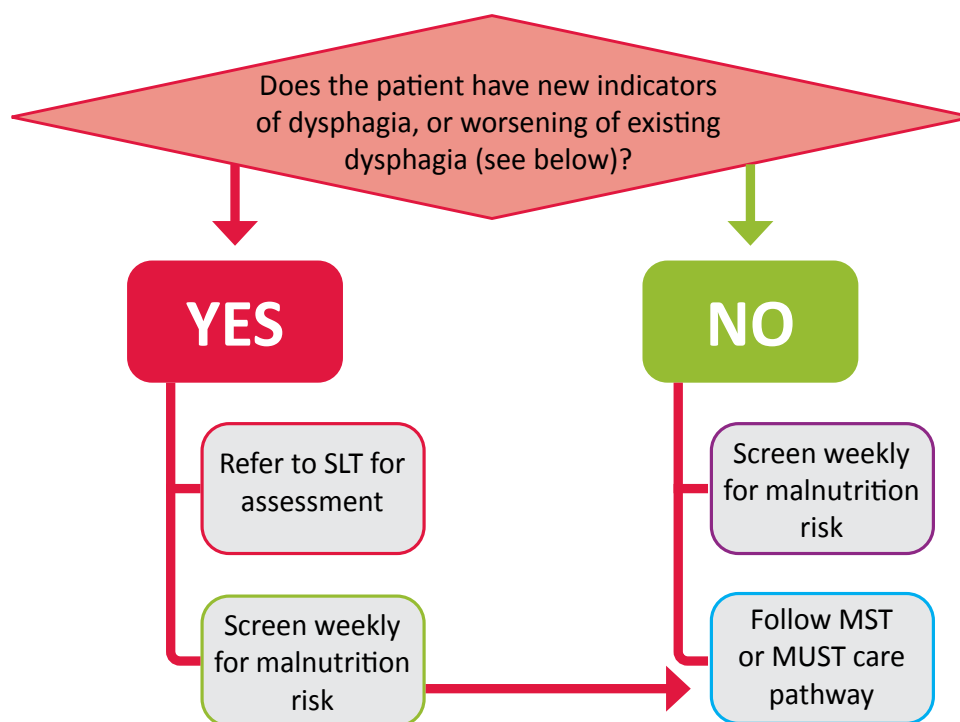 Does the patient have new indicators
of dysphagia, or worsening of existing
dysphagia (see below)?
YES
NO
Refer to SLT for
assessment
Screen weekly
for malnutrition
risk
Screen weekly
for malnutrition
risk
Follow MST
or MUST care
pathway